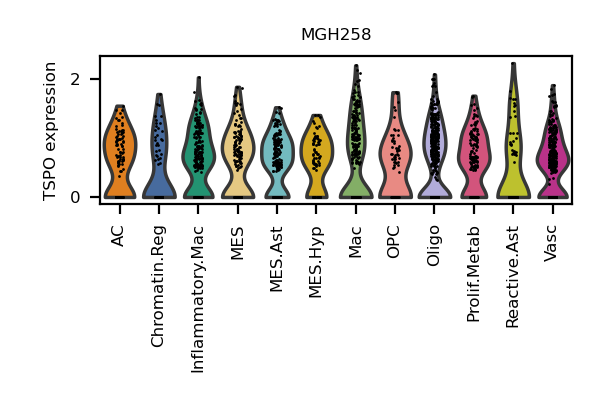 MGH258
TSPO expression
2
0
AC
Chromatin.Reg
Inflammatory.Mac
MES
MES.Ast
MES.Hyp
Mac
OPC
Oligo
Prolif.Metab
Reactive.Ast
Vasc